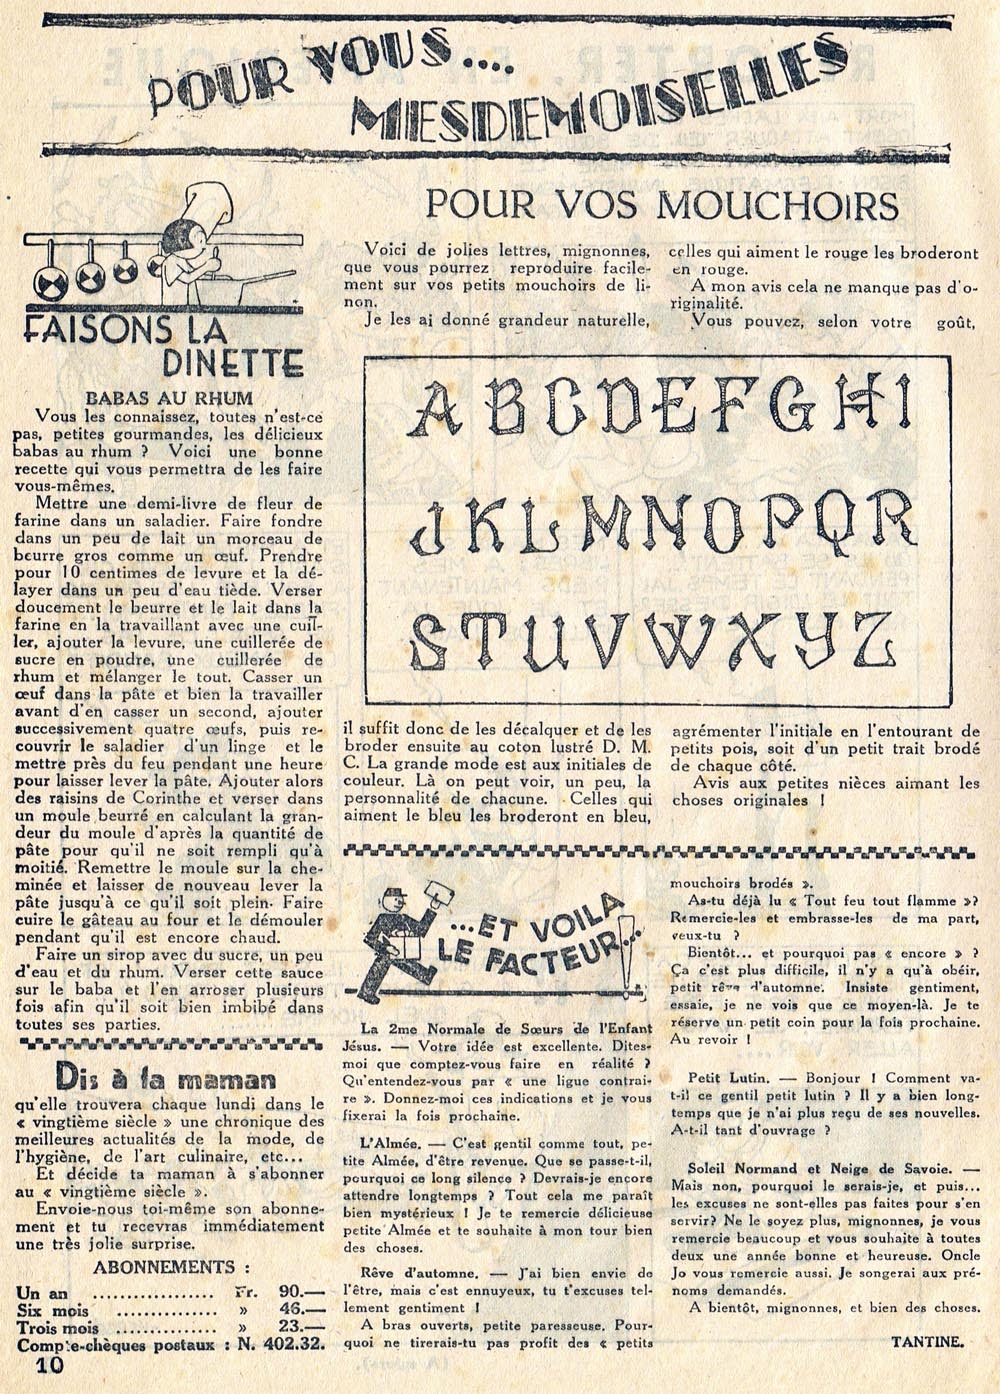 POUR VOUS....
MESDEMOISELLES
FAISONS LA
DINETTE
BABAS AU RHUM
Vous les connaissez, toutes n'est-ce
pas, petites gourmandes, les délicieux
babas au rhum ? Voici une bonne
recette qui vous permettra de les faire
vous-mêmes.
Mettre une demi-livre de fleur de
farine dans un saladier. Faire fondre
dans un peu de lait un morceau de
beurre gros comme un œuf. Prendre
pour 10 centimes de levure et la dé-
layer dans un peu d'eau tiède. Verser
doucement le beurre et le lait dans la
farine en la travaillant avec une cuil-
ler, ajouter la levure, une cuillerée de
sucre en poudre, une cuillerée de
rhum et mélanger le tout. Casser un
œuf dans la pâte et bien la travailler
avant d'en casser un second, ajouter
successivement quatre œufs, puis re-
couvrir le saladier d'un linge et le
mettre près du feu pendant une heure
pour laisser lever la pâte. Ajouter alors
des raisins de Corinthe et verser dans
un moule beurré en calculant la gran-
deur du moule d'après la quantité de
pâte pour qu'il ne soit rempli qu'à
moitié. Remettre le moule sur la che-
minée et laisser de nouveau lever la
pâte jusqu'à ce qu'il soit plein. Faire
cuire le gâteau au four et le démouler
pendant qu'il est encore chaud.
Faire un sirop avec du sucre, un peu
d'eau et du rhum. Verser cette sauce
sur le baba et l'en arroser plusieurs
fois afin qu'il soit bien imbibé dans
toutes ses parties.
Dis à ta maman
qu'elle trouvera chaque lundi dans le
« vingtième siècle » une chronique des
meilleures actualités de la mode, de
l'hygiène, de l'art culinaire, etc...
Et décide ta maman à s'abonner
au « vingtième siècle ».
Envoie-nous toi-même son abonne-
ment et tu recevras immédiatement
une très jolie surprise.
ABONNEMENTS :
Un an .................. Fr. 90.—
Six mois ............... » 46.—
Trois mois ............... » 23.—
Compte-chèques postaux : N. 402.32.
10
POUR VOS MOUCHOIRS
Voici de jolies lettres, mignonnes,
que vous pourrez reproduire facile-
ment sur vos petits mouchoirs de li-
non.
Je les ai donné grandeur naturelle,
celles qui aiment le rouge les broderont
en rouge.
A mon avis cela ne manque pas d'o-
riginalité.
Vous pouvez, selon votre goût,
ABCDEFGHI
JKLMNOPQR
STUVWXYZ
il suffit donc de les décalquer et de les
broder ensuite au coton lustré D. M.
C. La grande mode est aux initiales de
couleur. Là on peut voir, un peu, la
personnalité de chacune. Celles qui
aiment le bleu les broderont en bleu,
agrémenter l'initiale en l'entourant de
petits pois, soit d'un petit trait brodé
de chaque côté.
Avis aux petites nièces aimant les
choses originales !
...ET VOILA
LE FACTEUR...!
La 2me Normale de Sœurs de l'Enfant
Jésus. — Votre idée est excellente. Dites-
moi que comptez-vous faire en réalité ?
Qu'entendez-vous par « une ligue contrai-
re ». Donnez-moi ces indications et je vous
fixerai la fois prochaine.
L'Almée. — C'est gentil comme tout, pe-
tite Almée, d'être revenue. Que se passe-t-il,
pourquoi ce long silence ? Devrais-je encore
attendre longtemps ? Tout cela me paraît
bien mystérieux ! Je te remercie délicieuse
petite Almée et te souhaite à mon tour bien
des choses.
Rêve d'automne. — J'ai bien envie de
l'être, mais c'est ennuyeux, tu t'excuses tel-
lement gentiment !
A bras ouverts, petite paresseuse. Pour-
quoi ne tirerais-tu pas profit des « petits
mouchoirs brodés ».
As-tu déjà lu « Tout feu tout flamme »?
Remercie-les et embrasse-les de ma part,
veux-tu ?
Bientôt... et pourquoi pas « encore » ?
Ça c'est plus difficile, il n'y a qu'à obéir,
petit rêve d'automne. Insiste gentiment,
essaie, je ne vois que ce moyen-là. Je te
réserve un petit coin pour la fois prochaine.
Au revoir !
Petit Lutin. — Bonjour ! Comment va-
t-il ce gentil petit lutin ? Il y a bien long-
temps que je n'ai plus reçu de ses nouvelles.
A-t-il tant d'ouvrage ?
Soleil Normand et Neige de Savoie. —
Mais non, pourquoi le serais-je, et puis...
les excuses ne sont-elles pas faites pour s'en
servir? Ne le soyez plus, mignonnes, je vous
remercie beaucoup et vous souhaite à toutes
deux une année bonne et heureuse. Oncle
Jo vous remercie aussi. Je songerai aux pré-
noms demandés.
A bientôt, mignonnes, et bien des choses.
TANTINE.